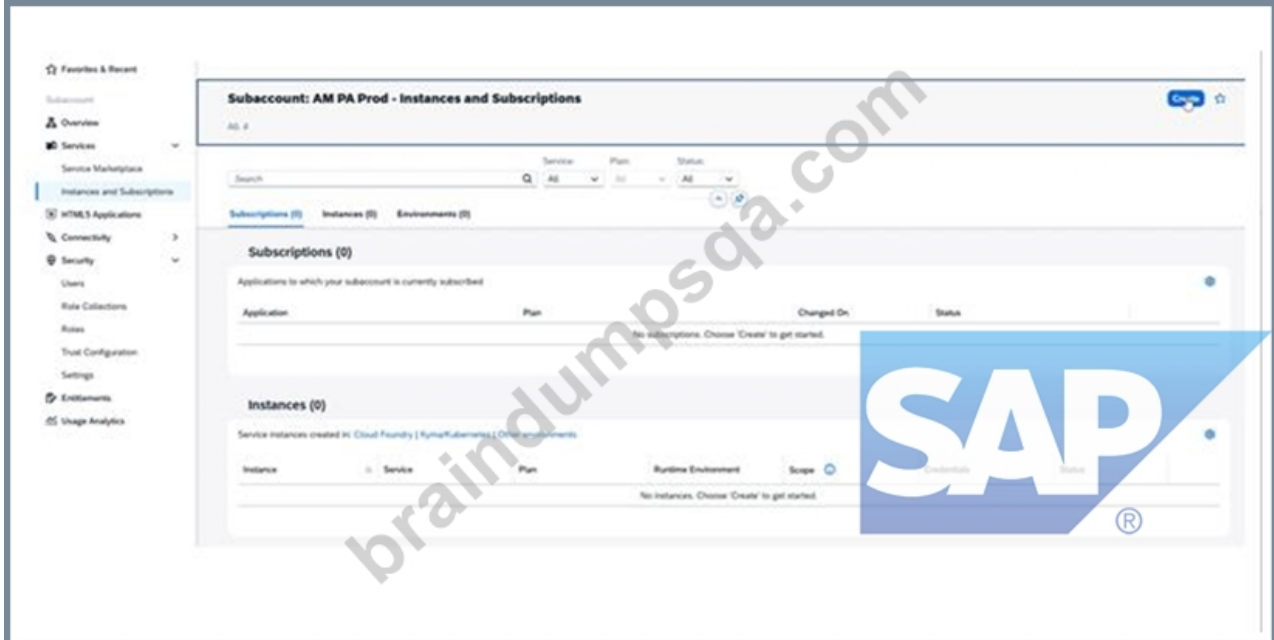 Favorites & Recent
Subaccount
Overview
Services
Service Marketplace
Instances and Subscriptions
HTML5 Applications
Connectivity
Security
Users
Role Collections
Roles
Trust Configuration
Settings
Entitlements
Usage Analytics
Subaccount: AM PA Prod - Instances and Subscriptions
Create
Service: Plan: Status:
Search All All All
Subscriptions (0) Instances (0) Environments (0)
Subscriptions (0)
Applications to which your subaccount is currently subscribed
Application Plan Changed On Status
No subscriptions. Choose 'Create' to get started.
Instances (0)
Service instances created in: Cloud Foundry | Kyma/Kubernetes | Other environments
Instance Service Plan Runtime Environment Scope Credentials Status
No instances. Choose 'Create' to get started.
SAP
®
braindumpsqa.com